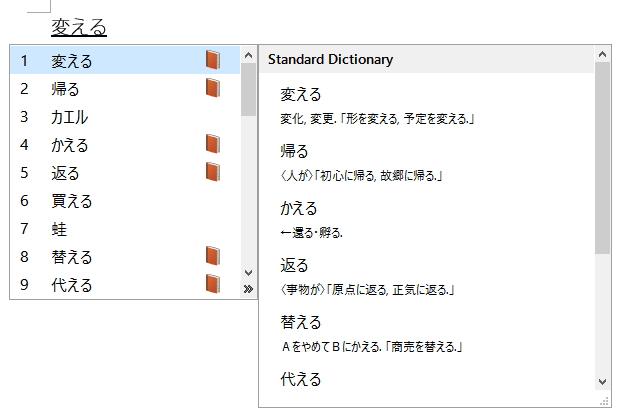 変える
1 変える
2 帰る
3 カエル
4 かえる
5 返る
6 買える
7 蛙
8 替える
9 代える
Standard Dictionary
変える
変化, 変更. 「形を変える, 予定を変える.」
帰る
〈人が〉「初心に帰る, 故郷に帰る.」
かえる
←還る・孵る.
返る
〈事物が〉「原点に返る, 正気に返る.」
替える
AをやめてBにかえる. 「商売を替える.」
代える